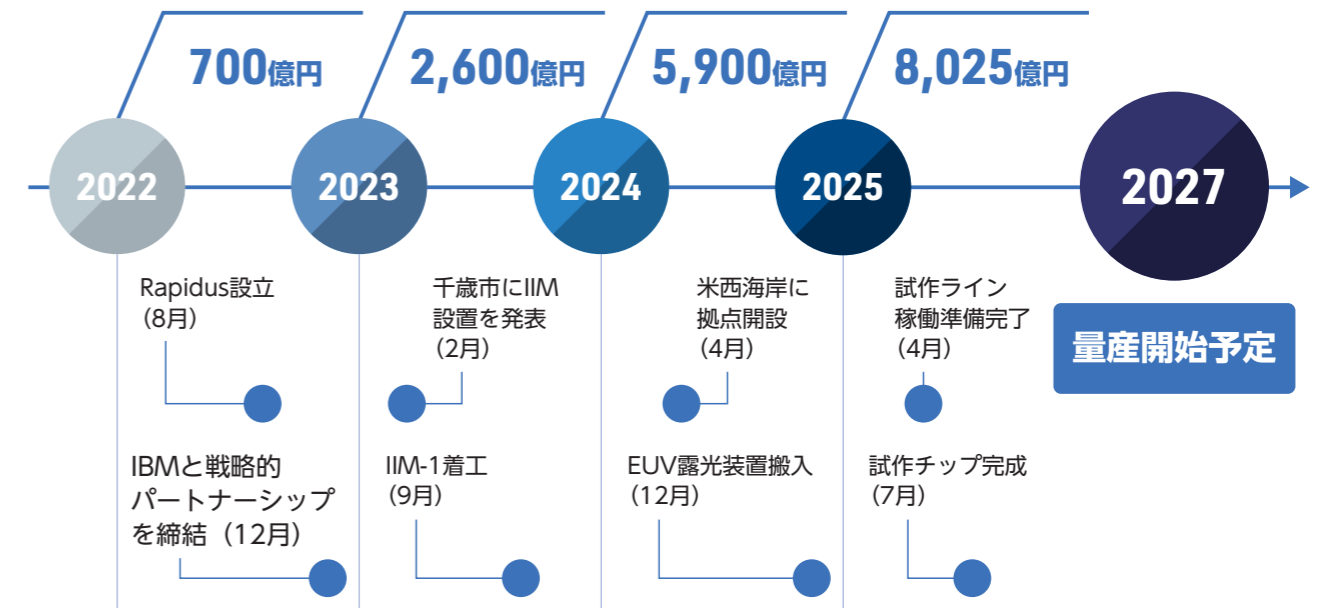 700億円
2,600億円
5,900億円
8,025億円
2022
2023
2024
2025
2027
Rapidus設立
（8月）
千歳市にIIM
設置を発表
（2月）
米西海岸に
拠点開設
（4月）
試作ライン
稼働準備完了
（4月）
量産開始予定
IBMと戦略的
パートナーシップ
を締結（12月）
IIM-1着工
（9月）
EUV露光装置搬入
（12月）
試作チップ完成
（7月）